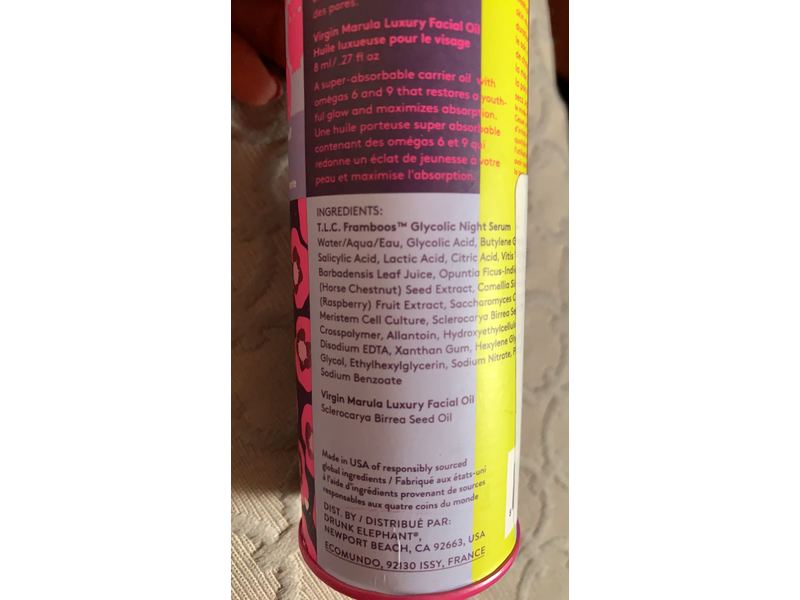 des pores.
Virgin Marula Luxury Facial Oil
Huile luxueuse pour le visage
8 ml/.27 fl oz
A super-absorbable carrier oil with
omégas 6 and 9 that restores a youth-
ful glow and maximizes absorption.
Une huile porteuse super absorbable
contenant des omégas 6 et 9 qui
redonne un éclat de jeunesse à votre
peau et maximise l'absorption.
INGREDIENTS:
T.L.C. Framboos™ Glycolic Night Serum
Water/Aqua/Eau, Glycolic Acid, Butylene G
Salicylic Acid, Lactic Acid, Citric Acid, Vitis
Barbadensis Leaf Juice, Opuntia Ficus-Indi
(Horse Chestnut) Seed Extract, Camellia Si
(Raspberry) Fruit Extract, Saccharomyces C
Meristem Cell Culture, Sclerocarya Birrea See
Crosspolymer, Allantoin, Hydroxyethylcellulo
Disodium EDTA, Xanthan Gum, Hexylene Gly
Glycol, Ethylhexylglycerin, Sodium Nitrate, P
Sodium Benzoate
Virgin Marula Luxury Facial Oil
Sclerocarya Birrea Seed Oil
Made in USA of responsibly sourced
global ingredients / Fabriqué aux états-uni
à l'aide d'ingrédients provenant de sources
responsables aux quatre coins du monde
DIST. BY / DISTRIBUÉ PAR:
DRUNK ELEPHANT®,
NEWPORT BEACH, CA 92663, USA
ECOMUNDO, 92130 ISSY, FRANCE